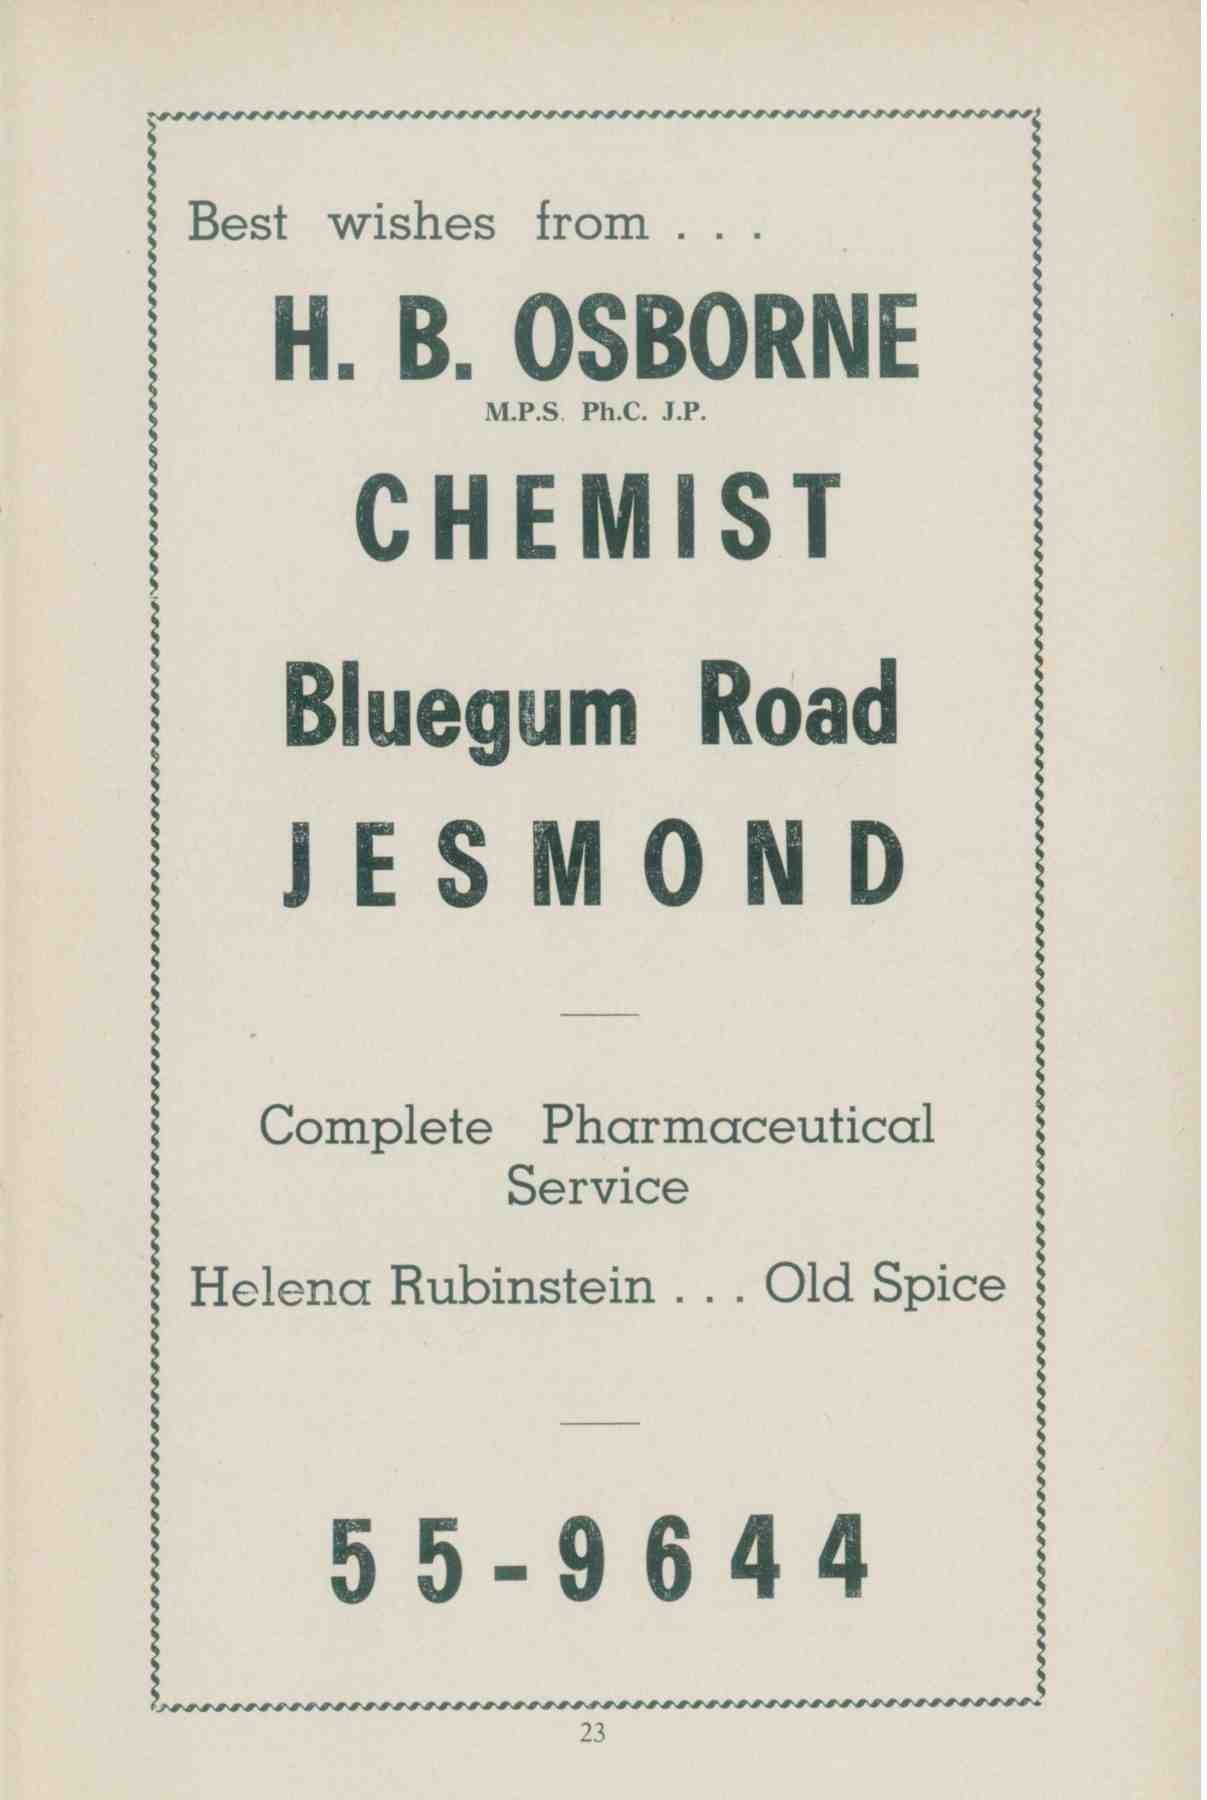 Best wishes from . . .
H. B. OSBORNE
M.P.S. Ph.C. J.P.
CHEMIST
Bluegum Road
JESMOND
Complete Pharmaceutical
Service
Helena Rubinstein . . . Old Spice
55-9644
23